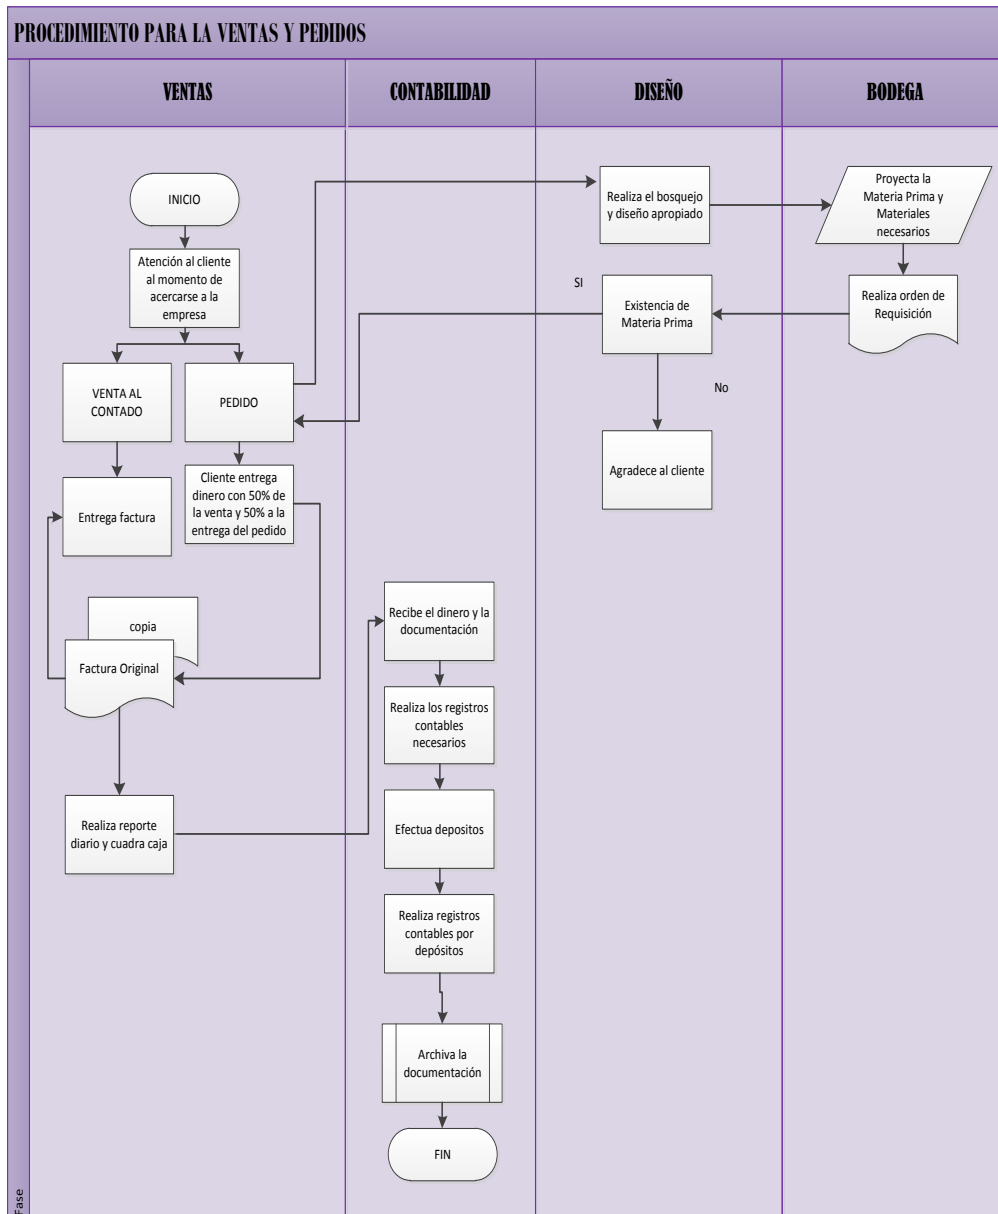 PROCEDIMIENTO PARA LA VENTAS Y PEDIDOS
VENTAS
CONTABILIDAD
DISEÑO
BODEGA
INICIO
Atención al cliente
al momento de
acercarse a la
empresa
VENTA AL
CONTADO
PEDIDO
Entrega factura
Cliente entrega
dinero con 50% de
la venta y 50% a la
entrega del pedido
copia
Factura Original
Realiza reporte
diario y cuadra caja
Recibe el dinero y la
documentación
Realiza los registros
contables
necesarios
Efectua depositos
Realiza registros
contables por
depósitos
Archiva la
documentación
FIN
Realiza el bosquejo
y diseño apropiado
SI
Existencia de
Materia Prima
No
Agradece al cliente
Proyecta la
Materia Prima y
Materiales
necesarios
Realiza orden de
Requisición
Fase